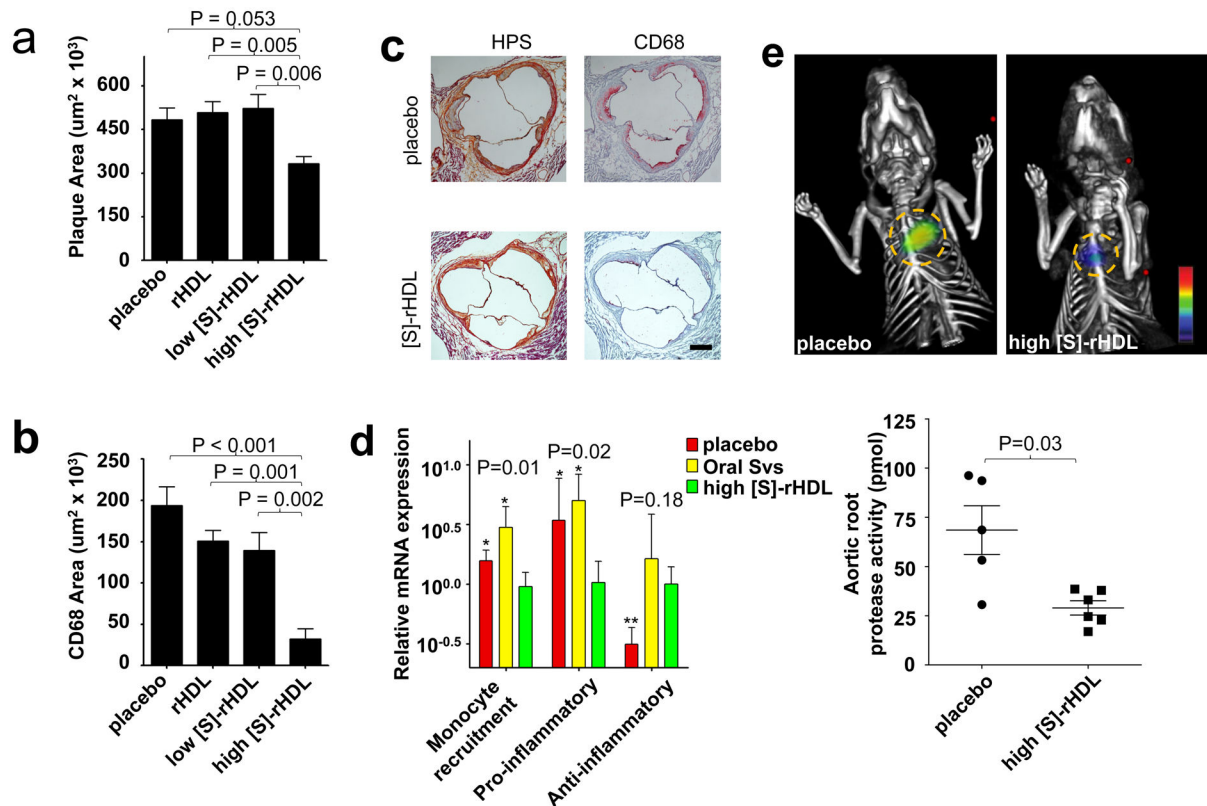 a
P = 0.053
P = 0.005
P = 0.006
Plaque Area (um² x 10³)
600
450
300
150
0
placebo
rHDL
low [S]-rHDL
high [S]-rHDL
b
P < 0.001
P = 0.001
P = 0.002
CD68 Area (um² x 10³)
250
200
150
100
50
0
placebo
rHDL
low [S]-rHDL
high [S]-rHDL
c
HPS
CD68
placebo
[S]-rHDL
d
placebo
Oral Svs
high [S]-rHDL
P=0.01
P=0.02
P=0.18
*
*
*
*
**
Relative mRNA expression
10^1.0
10^0.5
10^0.0
10^-0.5
Monocyte
recruitment
Pro-inflammatory
Anti-inflammatory
e
placebo
high [S]-rHDL
P=0.03
Aortic root
protease activity (pmol)
125
100
75
50
25
0
placebo
high [S]-rHDL